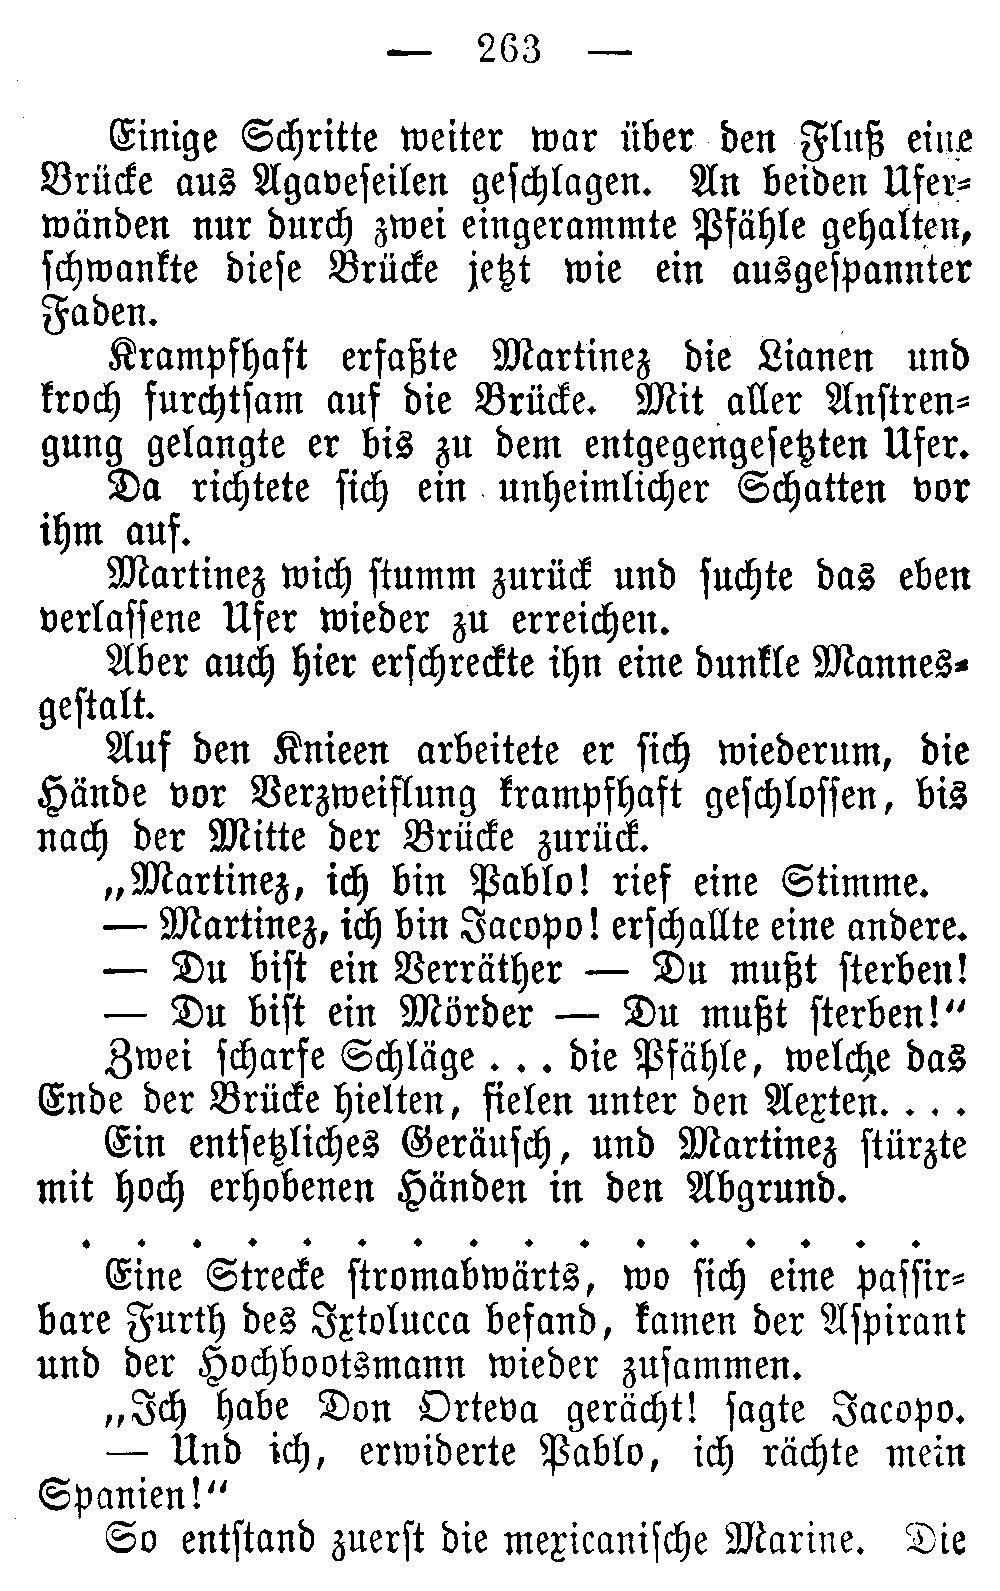 — 263 —
Einige Schritte weiter war über den Fluß eine
Brücke aus Agaveseilen geschlagen. An beiden Ufer-
wänden nur durch zwei eingerammte Pfähle gehalten,
schwankte diese Brücke jetzt wie ein ausgespannter
Faden.
Krampfhaft erfaßte Martinez die Lianen und
kroch furchtsam auf die Brücke. Mit aller Anstren-
gung gelangte er bis zu dem entgegengesetzten Ufer.
Da richtete sich ein unheimlicher Schatten vor
ihm auf.
Martinez wich stumm zurück und suchte das eben
verlassene Ufer wieder zu erreichen.
Aber auch hier erschreckte ihn eine dunkle Mannes-
gestalt.
Auf den Knieen arbeitete er sich wiederum, die
Hände vor Verzweiflung krampfhaft geschlossen, bis
nach der Mitte der Brücke zurück.
„Martinez, ich bin Pablo! rief eine Stimme.
— Martinez, ich bin Jacopo! erschallte eine andere.
— Du bist ein Verräther — Du mußt sterben!
— Du bist ein Mörder — Du mußt sterben!“
Zwei scharfe Schläge . . . die Pfähle, welche das
Ende der Brücke hielten, fielen unter den Aexten. . . .
Ein entsetzliches Geräusch, und Martinez stürzte
mit hoch erhobenen Händen in den Abgrund.
. . . . . . . . . . . . . . . .
Eine Strecke stromabwärts, wo sich eine passir-
bare Furth des Ixtolucca befand, kamen der Aspirant
und der Hochbootsmann wieder zusammen.
„Ich habe Don Orteva gerächt! sagte Jacopo.
— Und ich, erwiderte Pablo, ich rächte mein
Spanien!“
So entstand zuerst die mexicanische Marine. Die